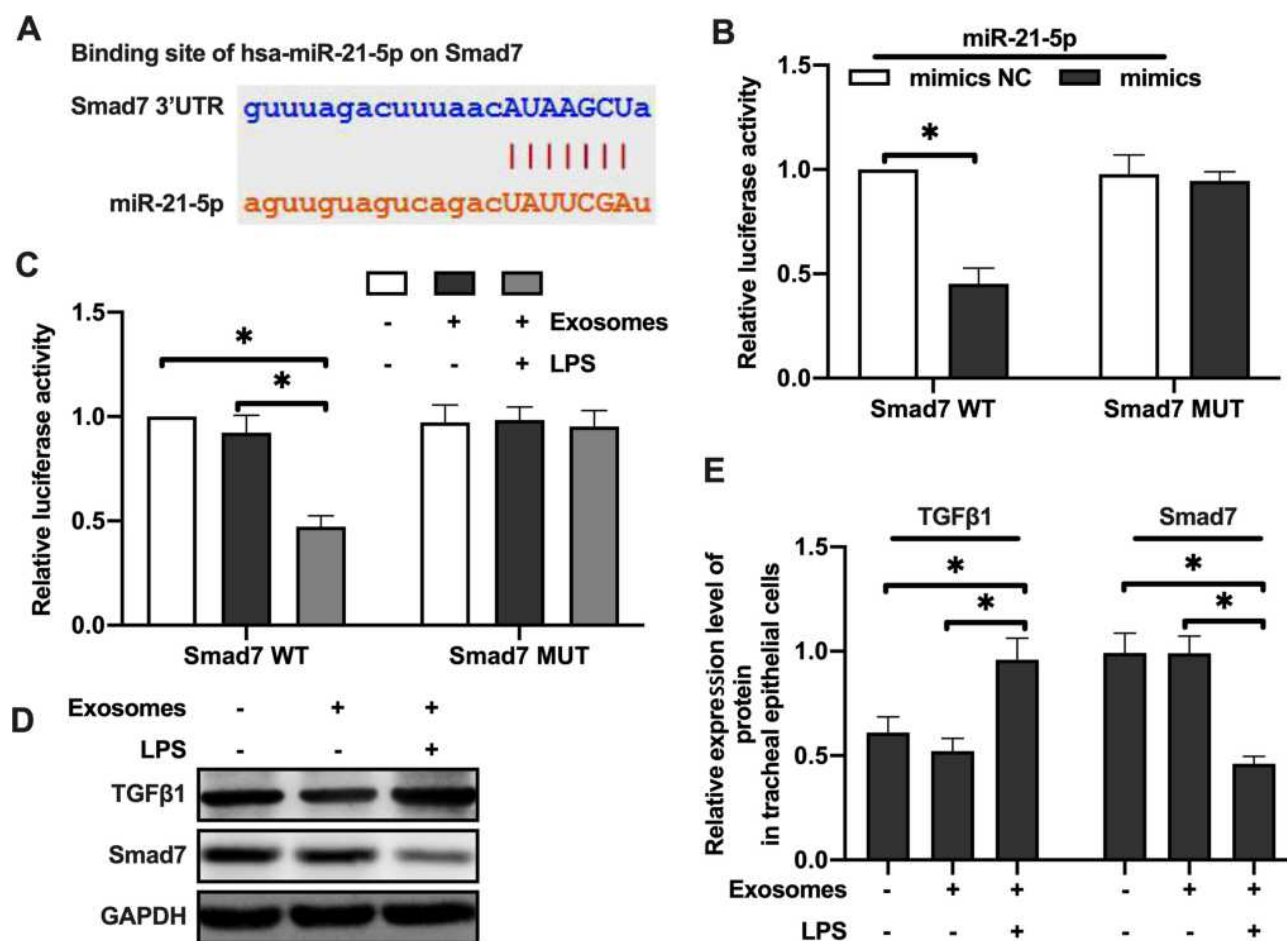 A
Binding site of hsa-miR-21-5p on Smad7
Smad7 3'UTR guuuagacuuuaacAUAAGCUa
miR-21-5p aguuguagucagacUAUUCGAu
B
miR-21-5p
mimics NC mimics
Relative luciferase activity
1.5
1.0
0.5
0.0
*
Smad7 WT Smad7 MUT
C
- + + Exosomes
- - + LPS
Relative luciferase activity
1.5
1.0
0.5
0.0
*
*
Smad7 WT Smad7 MUT
D
Exosomes - + +
LPS - - +
TGFβ1
Smad7
GAPDH
E
TGFβ1 Smad7
Relative expression level of
protein
in tracheal epithelial cells
1.5
1.0
0.5
0.0
* *
* *
Exosomes - + + - + +
LPS - - + - - +